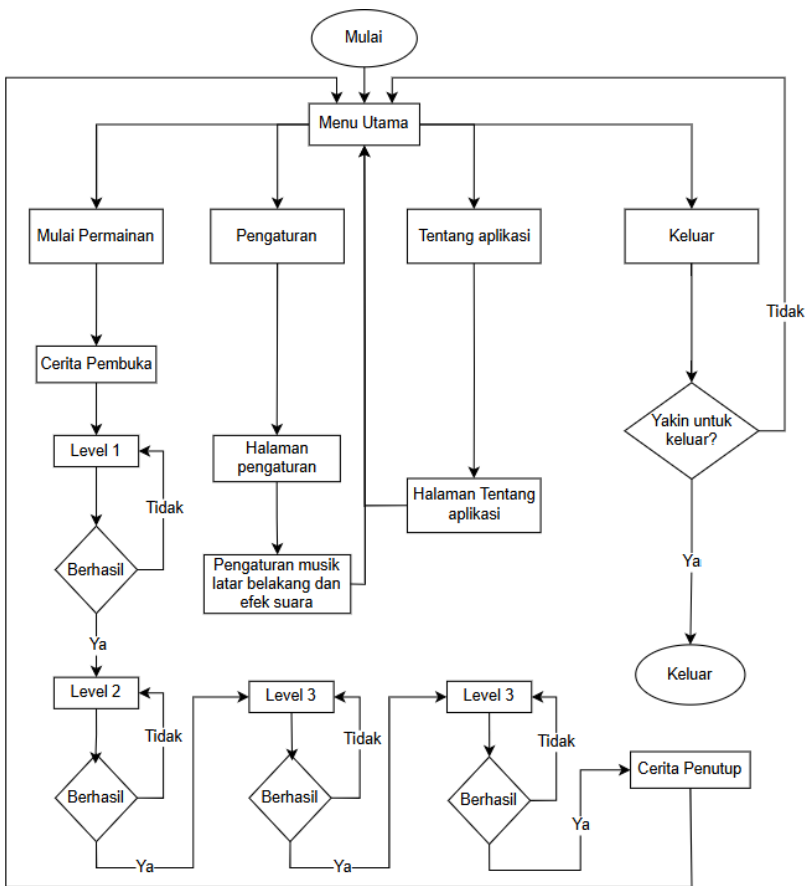 Mulai
Menu Utama
Mulai Permainan
Pengaturan
Tentang aplikasi
Keluar
Tidak
Cerita Pembuka
Yakin untuk
keluar?
Level 1
Halaman
pengaturan
Tidak
Halaman Tentang
aplikasi
Berhasil
Pengaturan musik
latar belakang dan
efek suara
Ya
Ya
Keluar
Level 2
Level 3
Level 3
Tidak
Tidak
Tidak
Berhasil
Berhasil
Berhasil
Cerita Penutup
Ya
Ya
Ya